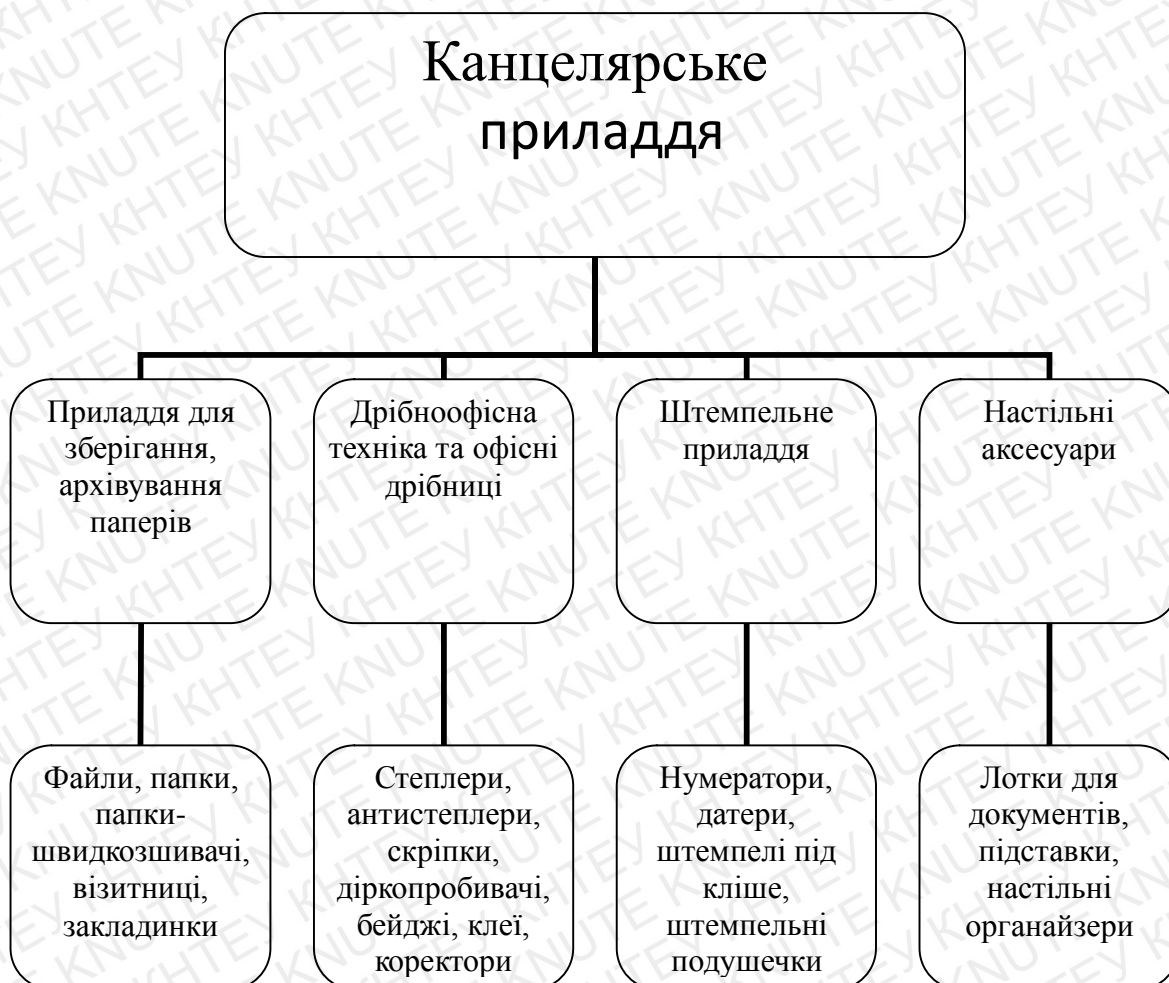 Канцелярське
приладдя
Приладдя для
зберігання,
архівування
паперів
Дрібноофісна
техніка та офісні
дрібниці
Штемпельне
приладдя
Настільні
аксесуари
Файли, папки,
папки-
швидкозшивачі,
візитниці,
закладинки
Степлери,
антистеплери,
скріпки,
діркопробивачі,
бейджі, клеї,
коректори
Нумератори,
датери,
штемпелі під
кліше,
штемпельні
подушечки
Лотки для
документів,
підставки,
настільні
органайзери